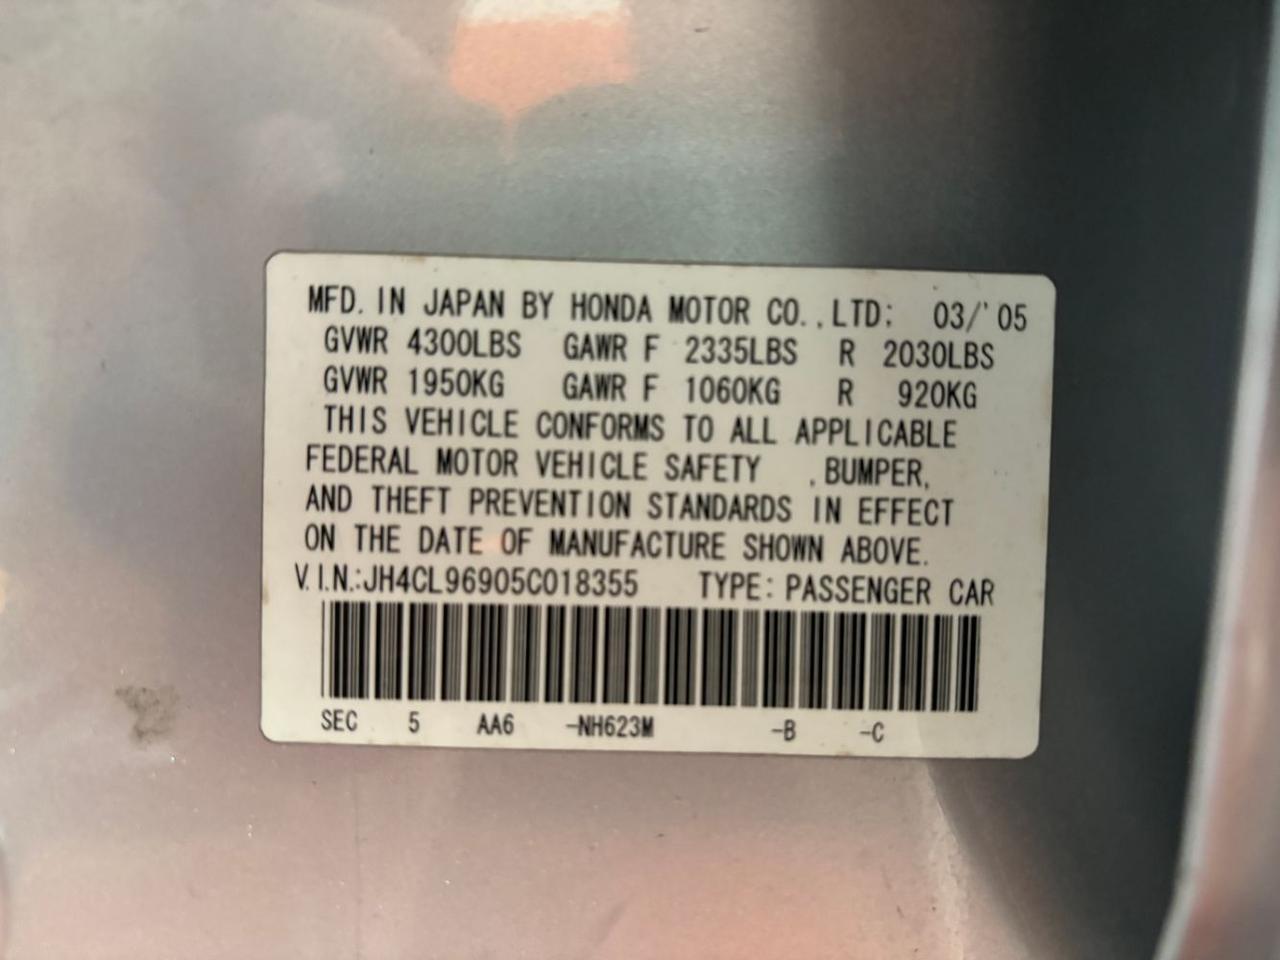 MFD. IN JAPAN BY HONDA MOTOR CO., LTD: 03/'05
GVWR 4300LBS GAWR F 2335LBS R 2030LBS
GVWR 1950KG GAWR F 1060KG R 920KG
THIS VEHICLE CONFORMS TO ALL APPLICABLE
FEDERAL MOTOR VEHICLE SAFETY , BUMPER,
AND THEFT PREVENTION STANDARDS IN EFFECT
ON THE DATE OF MANUFACTURE SHOWN ABOVE.
V.I.N.:JH4CL96905C018355 TYPE: PASSENGER CAR
SEC 5 AA6 -NH623M -B -C